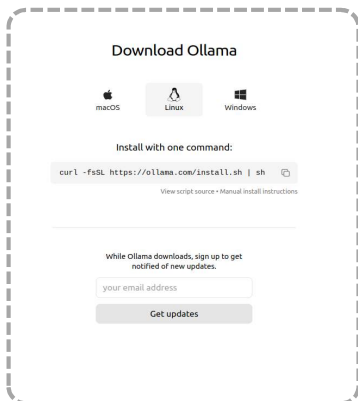 Download Ollama
macOS
Linux
Windows
Install with one command:
curl -fsSL https://ollama.com/install.sh | sh
View script source • Manual install instructions
While Ollama downloads, sign up to get
notified of new updates.
your email address
Get updates